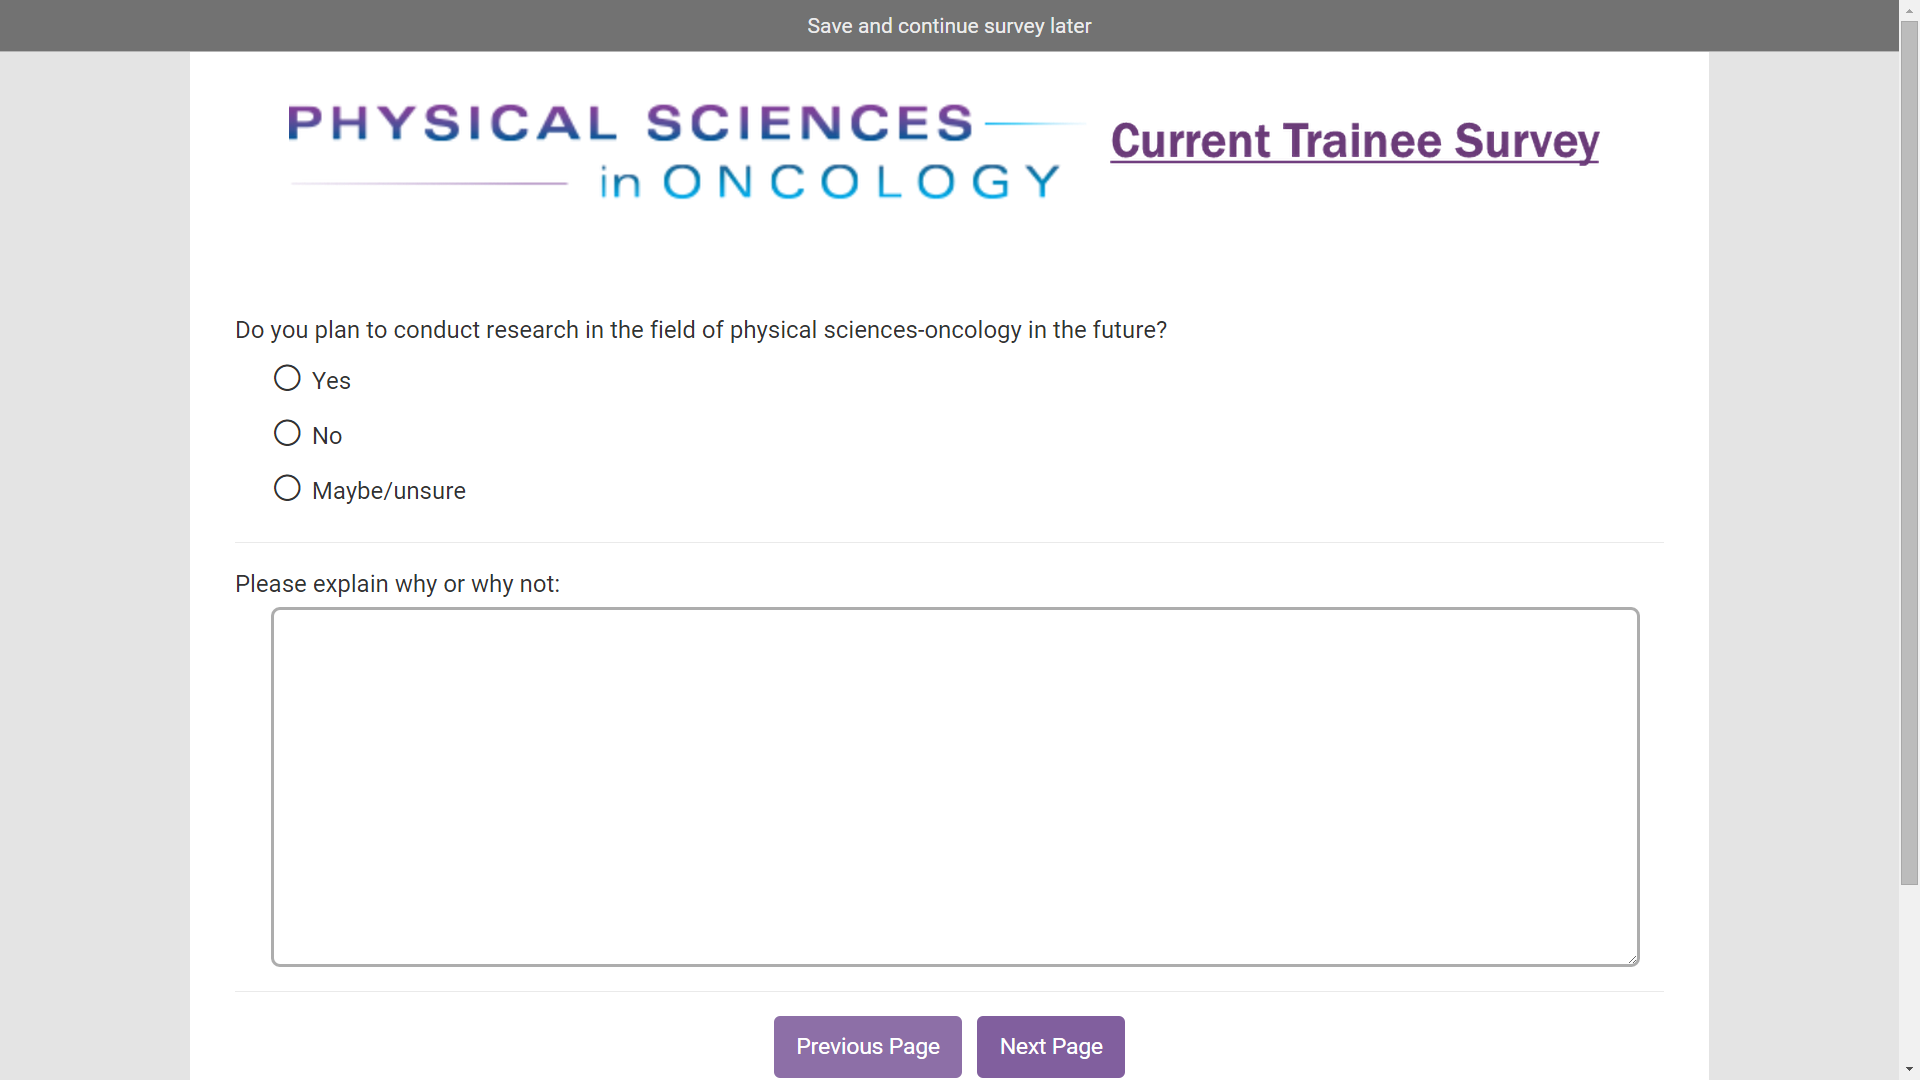 Save and continue survey later
PHYSICAL SCIENCES
in ONCOLOGY
Current Trainee Survey
Do you plan to conduct research in the field of physical sciences-oncology in the future?
Yes
No
Maybe/unsure
Please explain why or why not:
Previous Page
Next Page